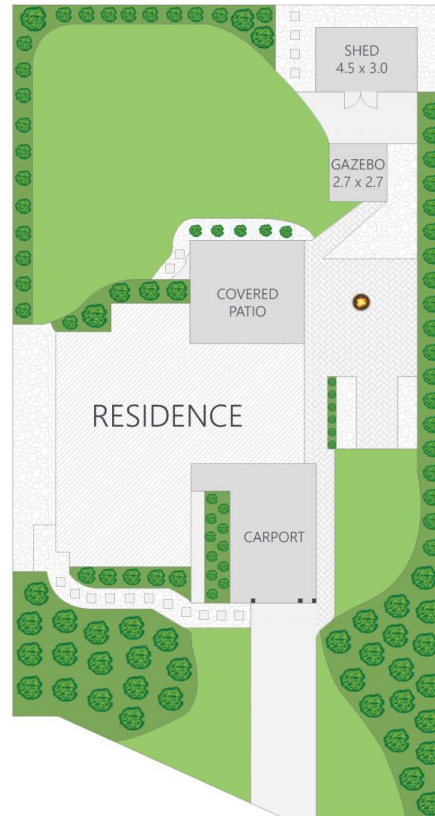 SHED
4.5 x 3.0
GAZEBO
2.7 x 2.7
COVERED
PATIO
RESIDENCE
CARPORT